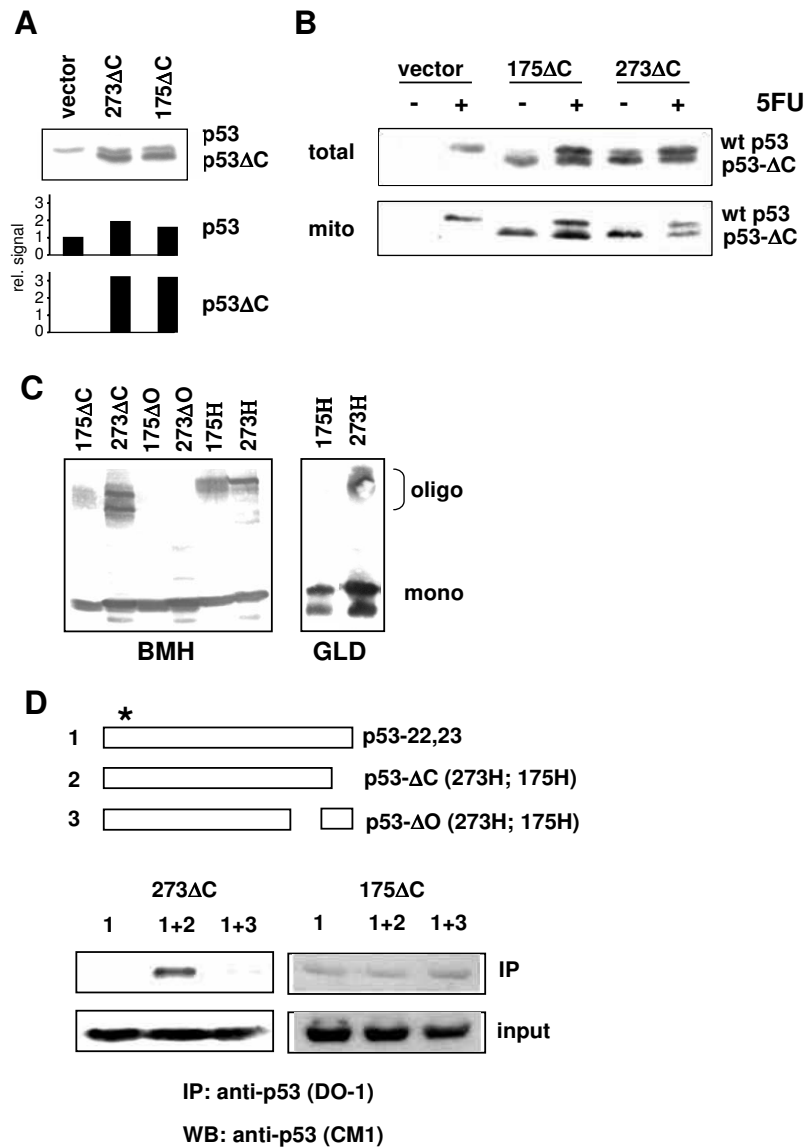 A
vector
273ΔC
175ΔC
p53
p53ΔC
rel. signal
3
2
1
0
p53
3
2
1
0
p53ΔC
B
vector 175ΔC 273ΔC
- + - + - + 5FU
total
wt p53
p53-ΔC
mito
wt p53
p53-ΔC
C
175ΔC
273ΔC
175ΔO
273ΔO
175H
273H
175H
273H
oligo
mono
BMH GLD
D
*
1 p53-22,23
2 p53-ΔC (273H; 175H)
3 p53-ΔO (273H; 175H)
273ΔC 175ΔC
1 1+2 1+3 1 1+2 1+3
IP
input
IP: anti-p53 (DO-1)
WB: anti-p53 (CM1)